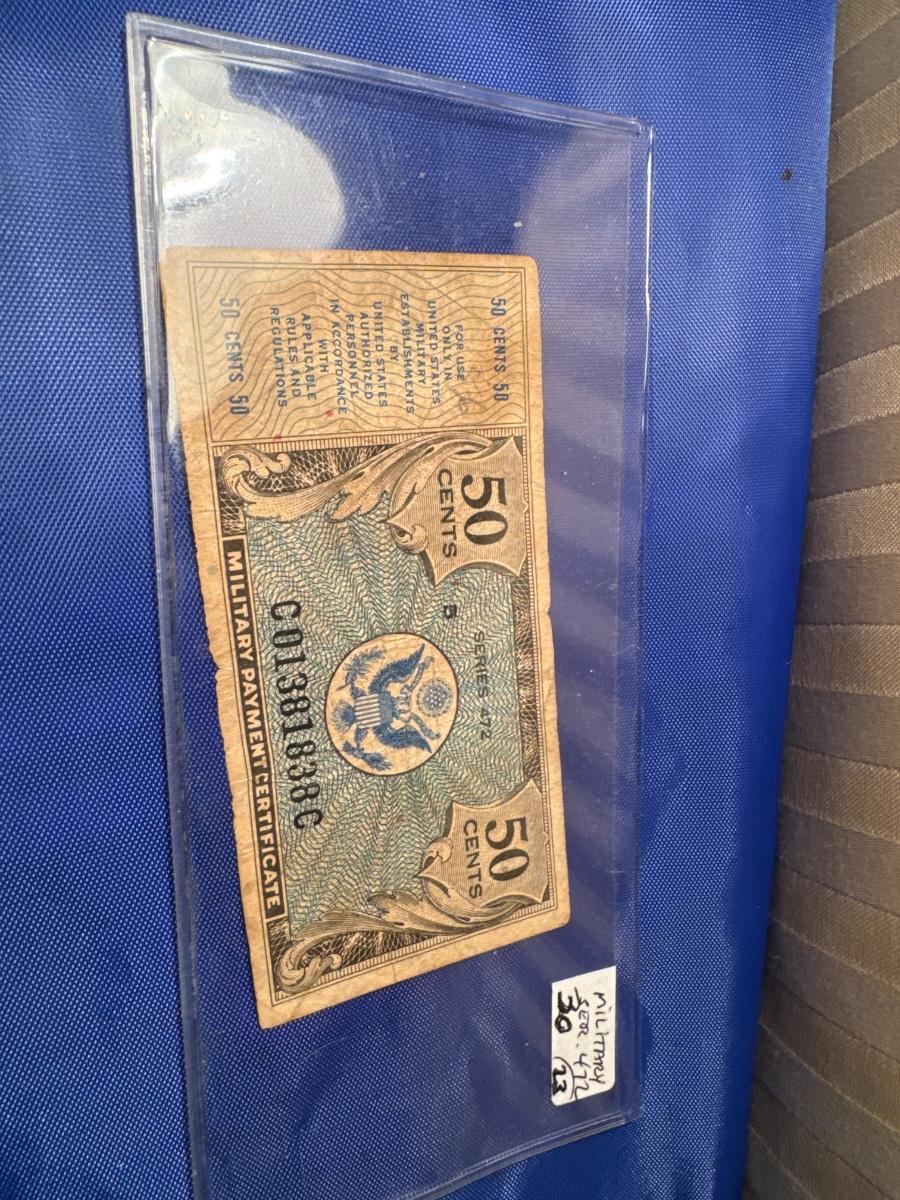 50 CENTS 50
FOR USE
ONLY IN
UNITED STATES
MILITARY
ESTABLISHMENTS
BY
UNITED STATES
AUTHORIZED
PERSONNEL
IN ACCORDANCE
WITH
APPLICABLE
RULES AND
REGULATIONS
50 CENTS 50
50
CENTS
B
SERIES 472
50
CENTS
C01381838C
MILITARY PAYMENT CERTIFICATE
MILITARY
SER. 472
30 23